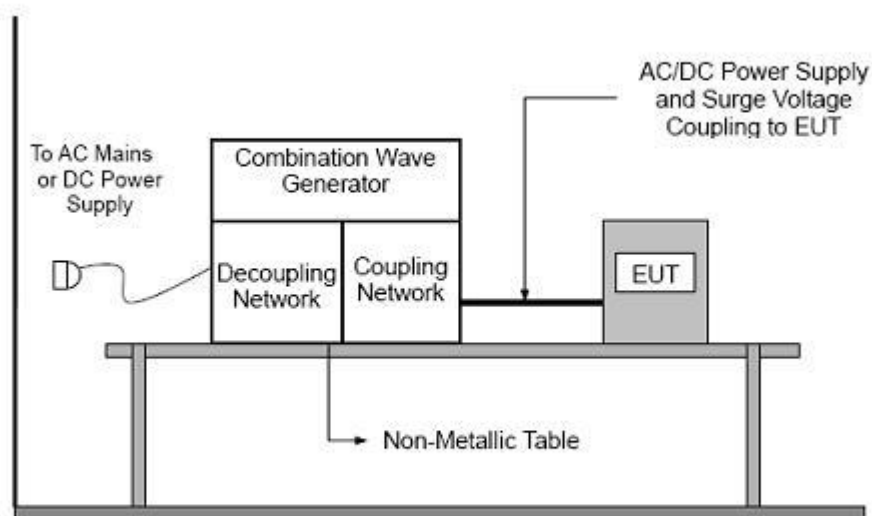 AC/DC Power Supply
and Surge Voltage
Coupling to EUT
To AC Mains
or DC Power
Supply
Combination Wave
Generator
Decoupling
Network
Coupling
Network
EUT
Non-Metallic Table